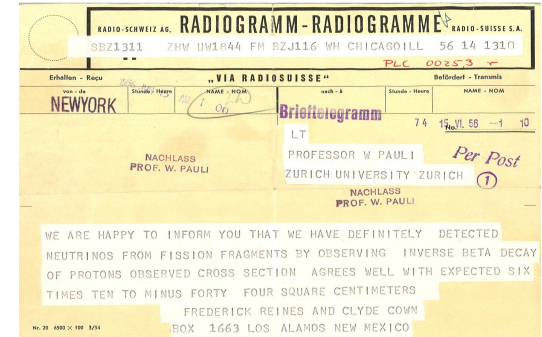 RADIO-SCHWEIZ AG. RADIOGRAMM-RADIOGRAMME RADIO-SUISSE S.A.
SBZ1311 ZHW UW1844 FM BZJ116 WH CHICAGOILL 56 14 1310
PLC 0025,3 r
Erhalten - Reçu „VIA RADIOSUISSE" Befördert - Transmis
von - de Stunde - Heure NAME - NOM nach - à Stunde - Heure NAME - NOM
NEWYORK
Brieftelegramm
74 15.VI.56 --1 10
LT
PROFESSOR W PAULI
ZURICH UNIVERSITY ZURICH
Per Post
1
NACHLASS
PROF. W. PAULI
NACHLASS
PROF. W. PAULI
WE ARE HAPPY TO INFORM YOU THAT WE HAVE DEFINITELY DETECTED
NEUTRINOS FROM FISSION FRAGMENTS BY OBSERVING INVERSE BETA DECAY
OF PROTONS OBSERVED CROSS SECTION AGREES WELL WITH EXPECTED SIX
TIMES TEN TO MINUS FORTY FOUR SQUARE CENTIMETERS
FREDERICK REINES AND CLYDE COWN
BOX 1663 LOS ALAMOS NEW MEXICO
Nr. 20 6500 × 100 3/54